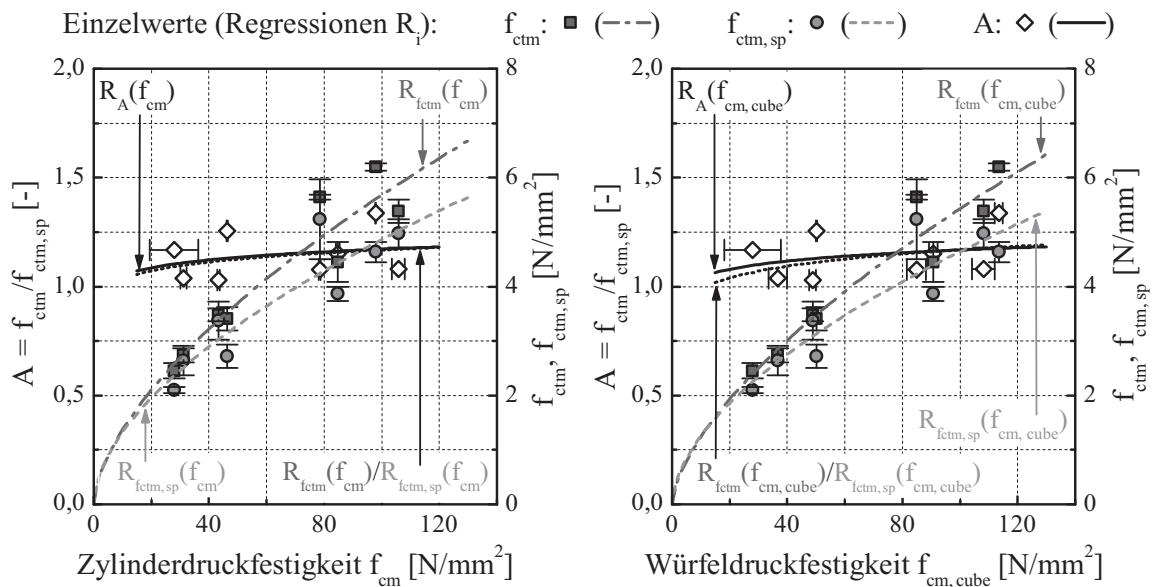 Einzelwerte (Regressionen Rᵢ): f_ctm: ( ) f_ctm,sp: ( ) A: ( )
2,0
1,5
1,0
0,5
0,0
A = f_ctm/f_ctm,sp [-]
R_A(f_cm)
R_fctm(f_cm)
R_fctm,sp(f_cm)
R_fctm(f_cm)/R_fctm,sp(f_cm)
8
6
4
2
0
f_ctm, f_ctm,sp [N/mm²]
0 40 80 120
Zylinderdruckfestigkeit f_cm [N/mm²]
2,0
1,5
1,0
0,5
0,0
A = f_ctm/f_ctm,sp [-]
R_A(f_cm,cube)
R_fctm(f_cm,cube)
R_fctm,sp(f_cm,cube)
R_fctm(f_cm,cube)/R_fctm,sp(f_cm,cube)
8
6
4
2
0
f_ctm, f_ctm,sp [N/mm²]
0 40 80 120
Würfeldruckfestigkeit f_cm,cube [N/mm²]